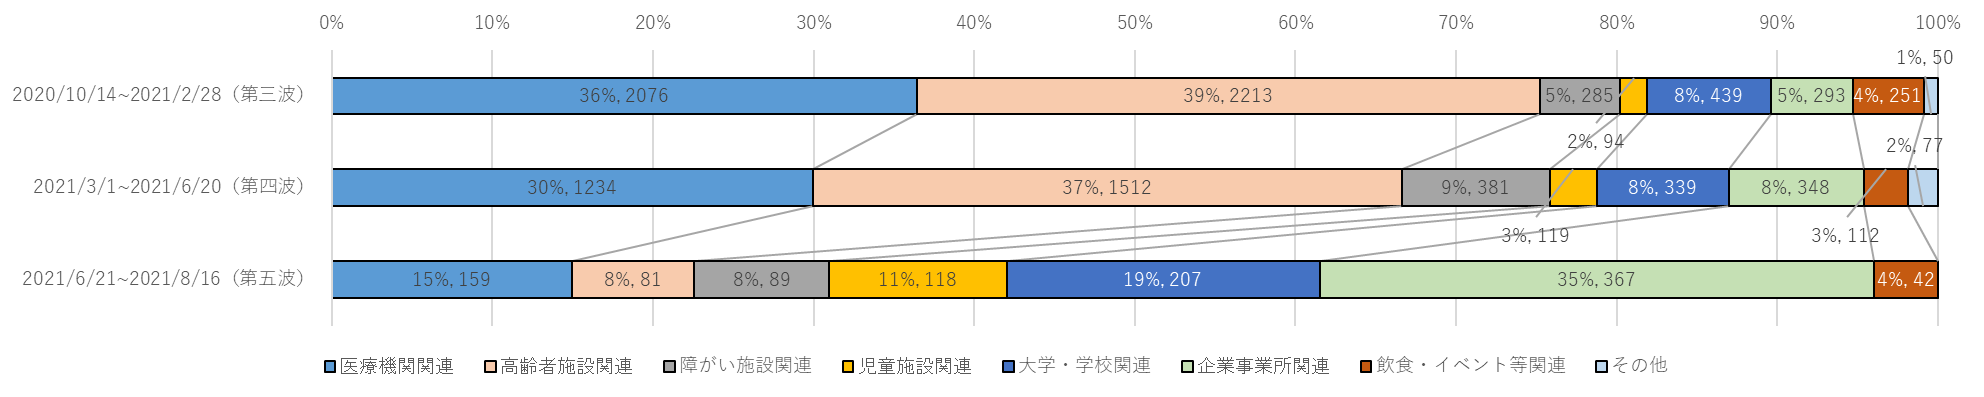 0% 10% 20% 30% 40% 50% 60% 70% 80% 90% 100%
1%, 50
2020/10/14~2021/2/28（第三波） 36%, 2076 39%, 2213 5%, 285 8%, 439 5%, 293 4%, 251
2%, 94 2%, 77
2021/3/1~2021/6/20（第四波） 30%, 1234 37%, 1512 9%, 381 8%, 339 8%, 348
3%, 119 3%, 112
2021/6/21~2021/8/16（第五波） 15%, 159 8%, 81 8%, 89 11%, 118 19%, 207 35%, 367 4%, 42
医療機関関連 高齢者施設関連 障がい施設関連 児童施設関連 大学・学校関連 企業事業所関連 飲食・イベント等関連 その他